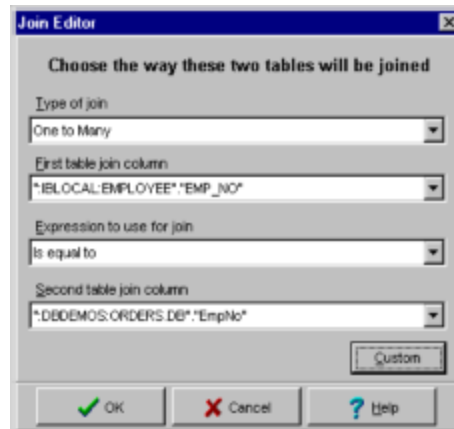 Join Editor
Choose the way these two tables will be joined
Type of join
One to Many
First table join column
":IBLOCAL:EMPLOYEE"."EMP_NO"
Expression to use for join
Is equal to
Second table join column
":DBDEMOS:ORDERS.DB"."EmpNo"
Custom
OK Cancel Help